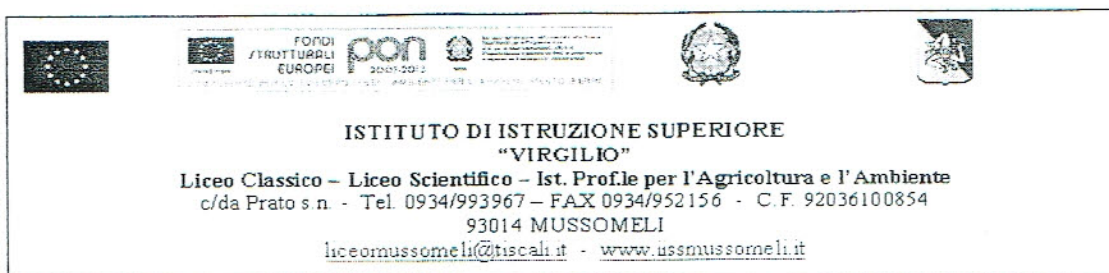 FONDI
STRUTTURALI
EUROPEI
pon
2007-2013
ISTITUTO DI ISTRUZIONE SUPERIORE
“VIRGILIO”
Liceo Classico – Liceo Scientifico – Ist. Prof.le per l'Agricoltura e l'Ambiente
c/da Prato s.n. - Tel. 0934/993967 – FAX 0934/952156 - C.F. 92036100854
93014 MUSSOMELI
liceomussomeli@tiscali.it - www.iissmussomeli.it